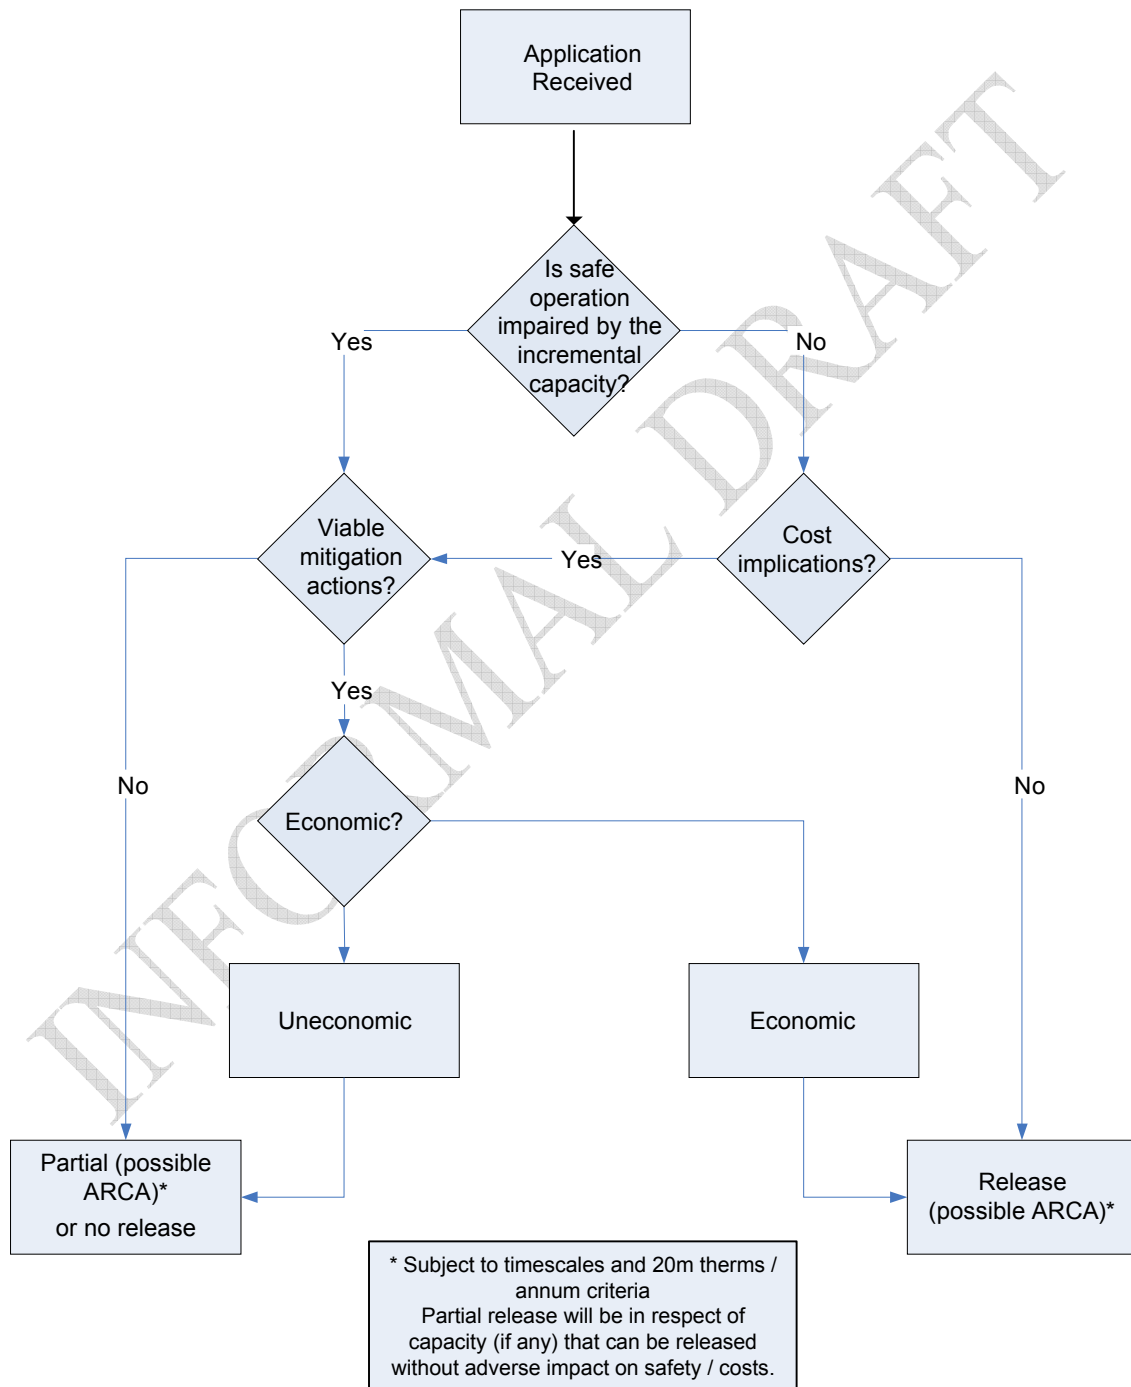 Application
Received
Is safe
operation
impaired by the
incremental
capacity?
Yes
No
Viable
mitigation
actions?
Yes
Cost
implications?
Yes
No
No
Economic?
Uneconomic
Economic
Partial (possible
ARCA)*
or no release
Release
(possible ARCA)*
* Subject to timescales and 20m therms /
annum criteria
Partial release will be in respect of
capacity (if any) that can be released
without adverse impact on safety / costs.
INFORMAL DRAFT